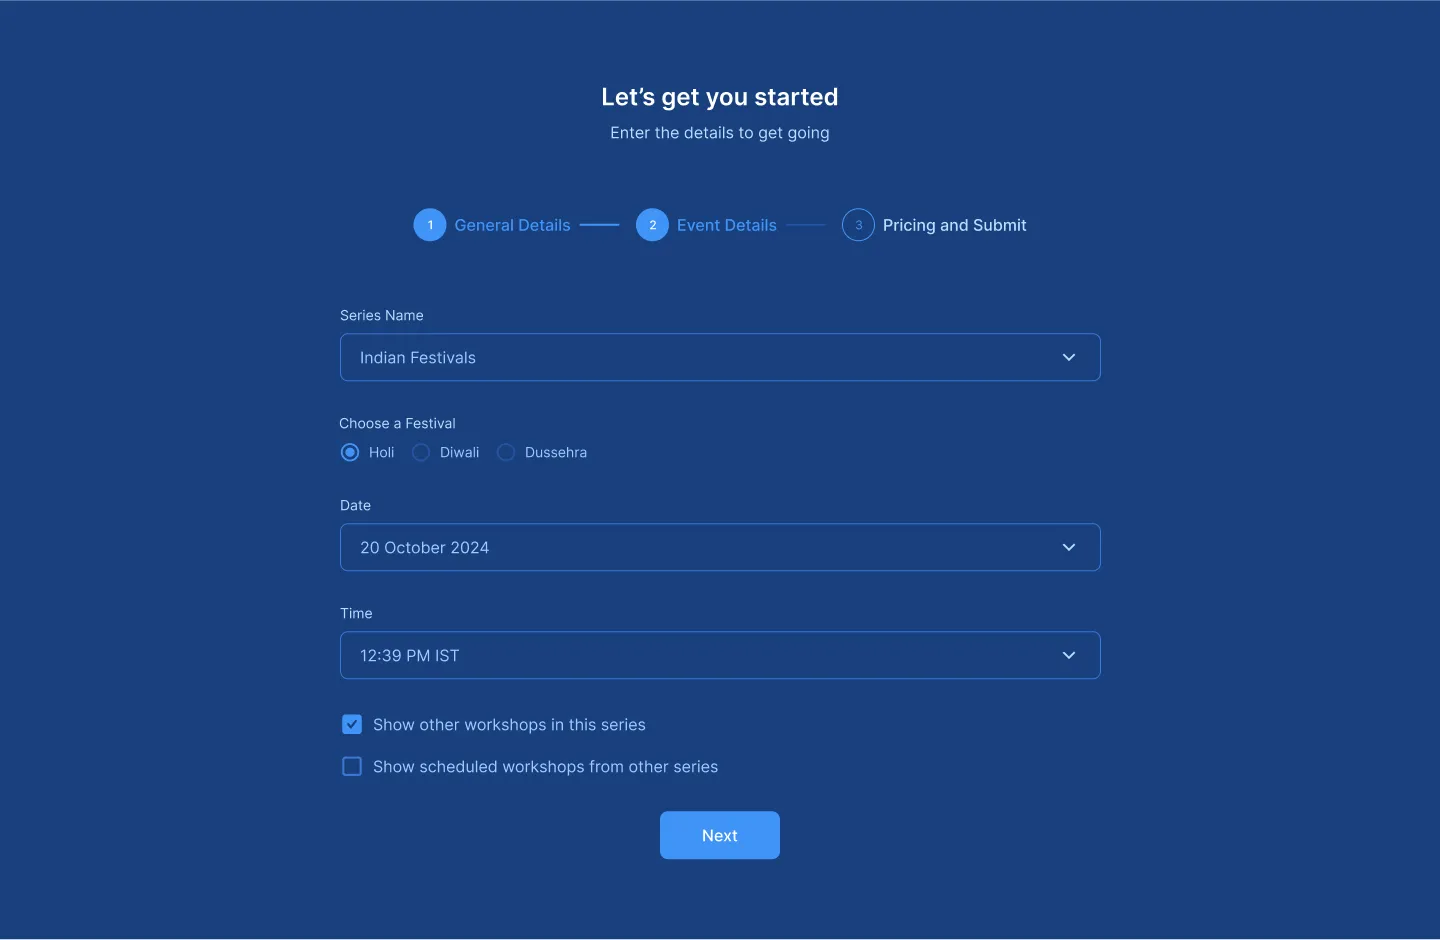 Let’s get you started
Enter the details to get going
1 General Details 2 Event Details 3 Pricing and Submit
Series Name
Indian Festivals
Choose a Festival
Holi Diwali Dussehra
Date
20 October 2024
Time
12:39 PM IST
Show other workshops in this series
Show scheduled workshops from other series
Next